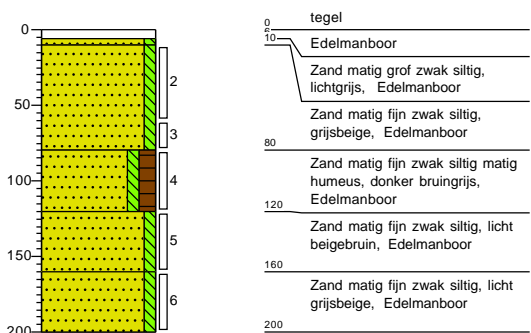 0
50
100
150
200
2
3
4
5
6
0
tegel
6
10
Edelmanboor
Zand matig grof zwak siltig,
lichtgrijs, Edelmanboor
Zand matig fijn zwak siltig,
grijsbeige, Edelmanboor
80
Zand matig fijn zwak siltig matig
humeus, donker bruingrijs,
Edelmanboor
120
Zand matig fijn zwak siltig, licht
beigebruin, Edelmanboor
160
Zand matig fijn zwak siltig, licht
grijsbeige, Edelmanboor
200